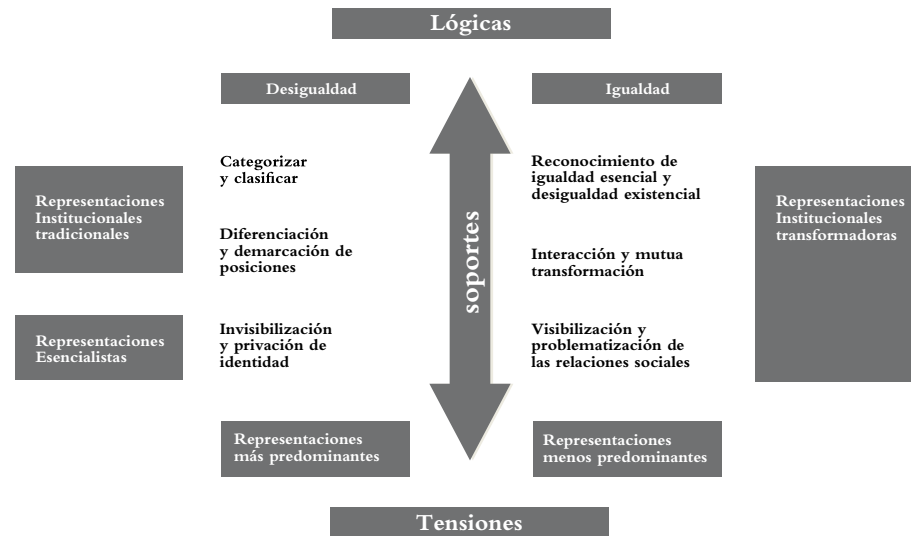 Lógicas
Desigualdad
Igualdad
Representaciones
Institucionales
tradicionales
Representaciones
Esencialistas
Categorizar
y clasificar
Diferenciación
y demarcación de
posiciones
Invisibilización
y privación de
identidad
soportes
Reconocimiento de
igualdad esencial y
desigualdad existencial
Interacción y mutua
transformación
Visibilización y
problematización de
las relaciones sociales
Representaciones
Institucionales
transformadoras
Representaciones
más predominantes
Representaciones
menos predominantes
Tensiones